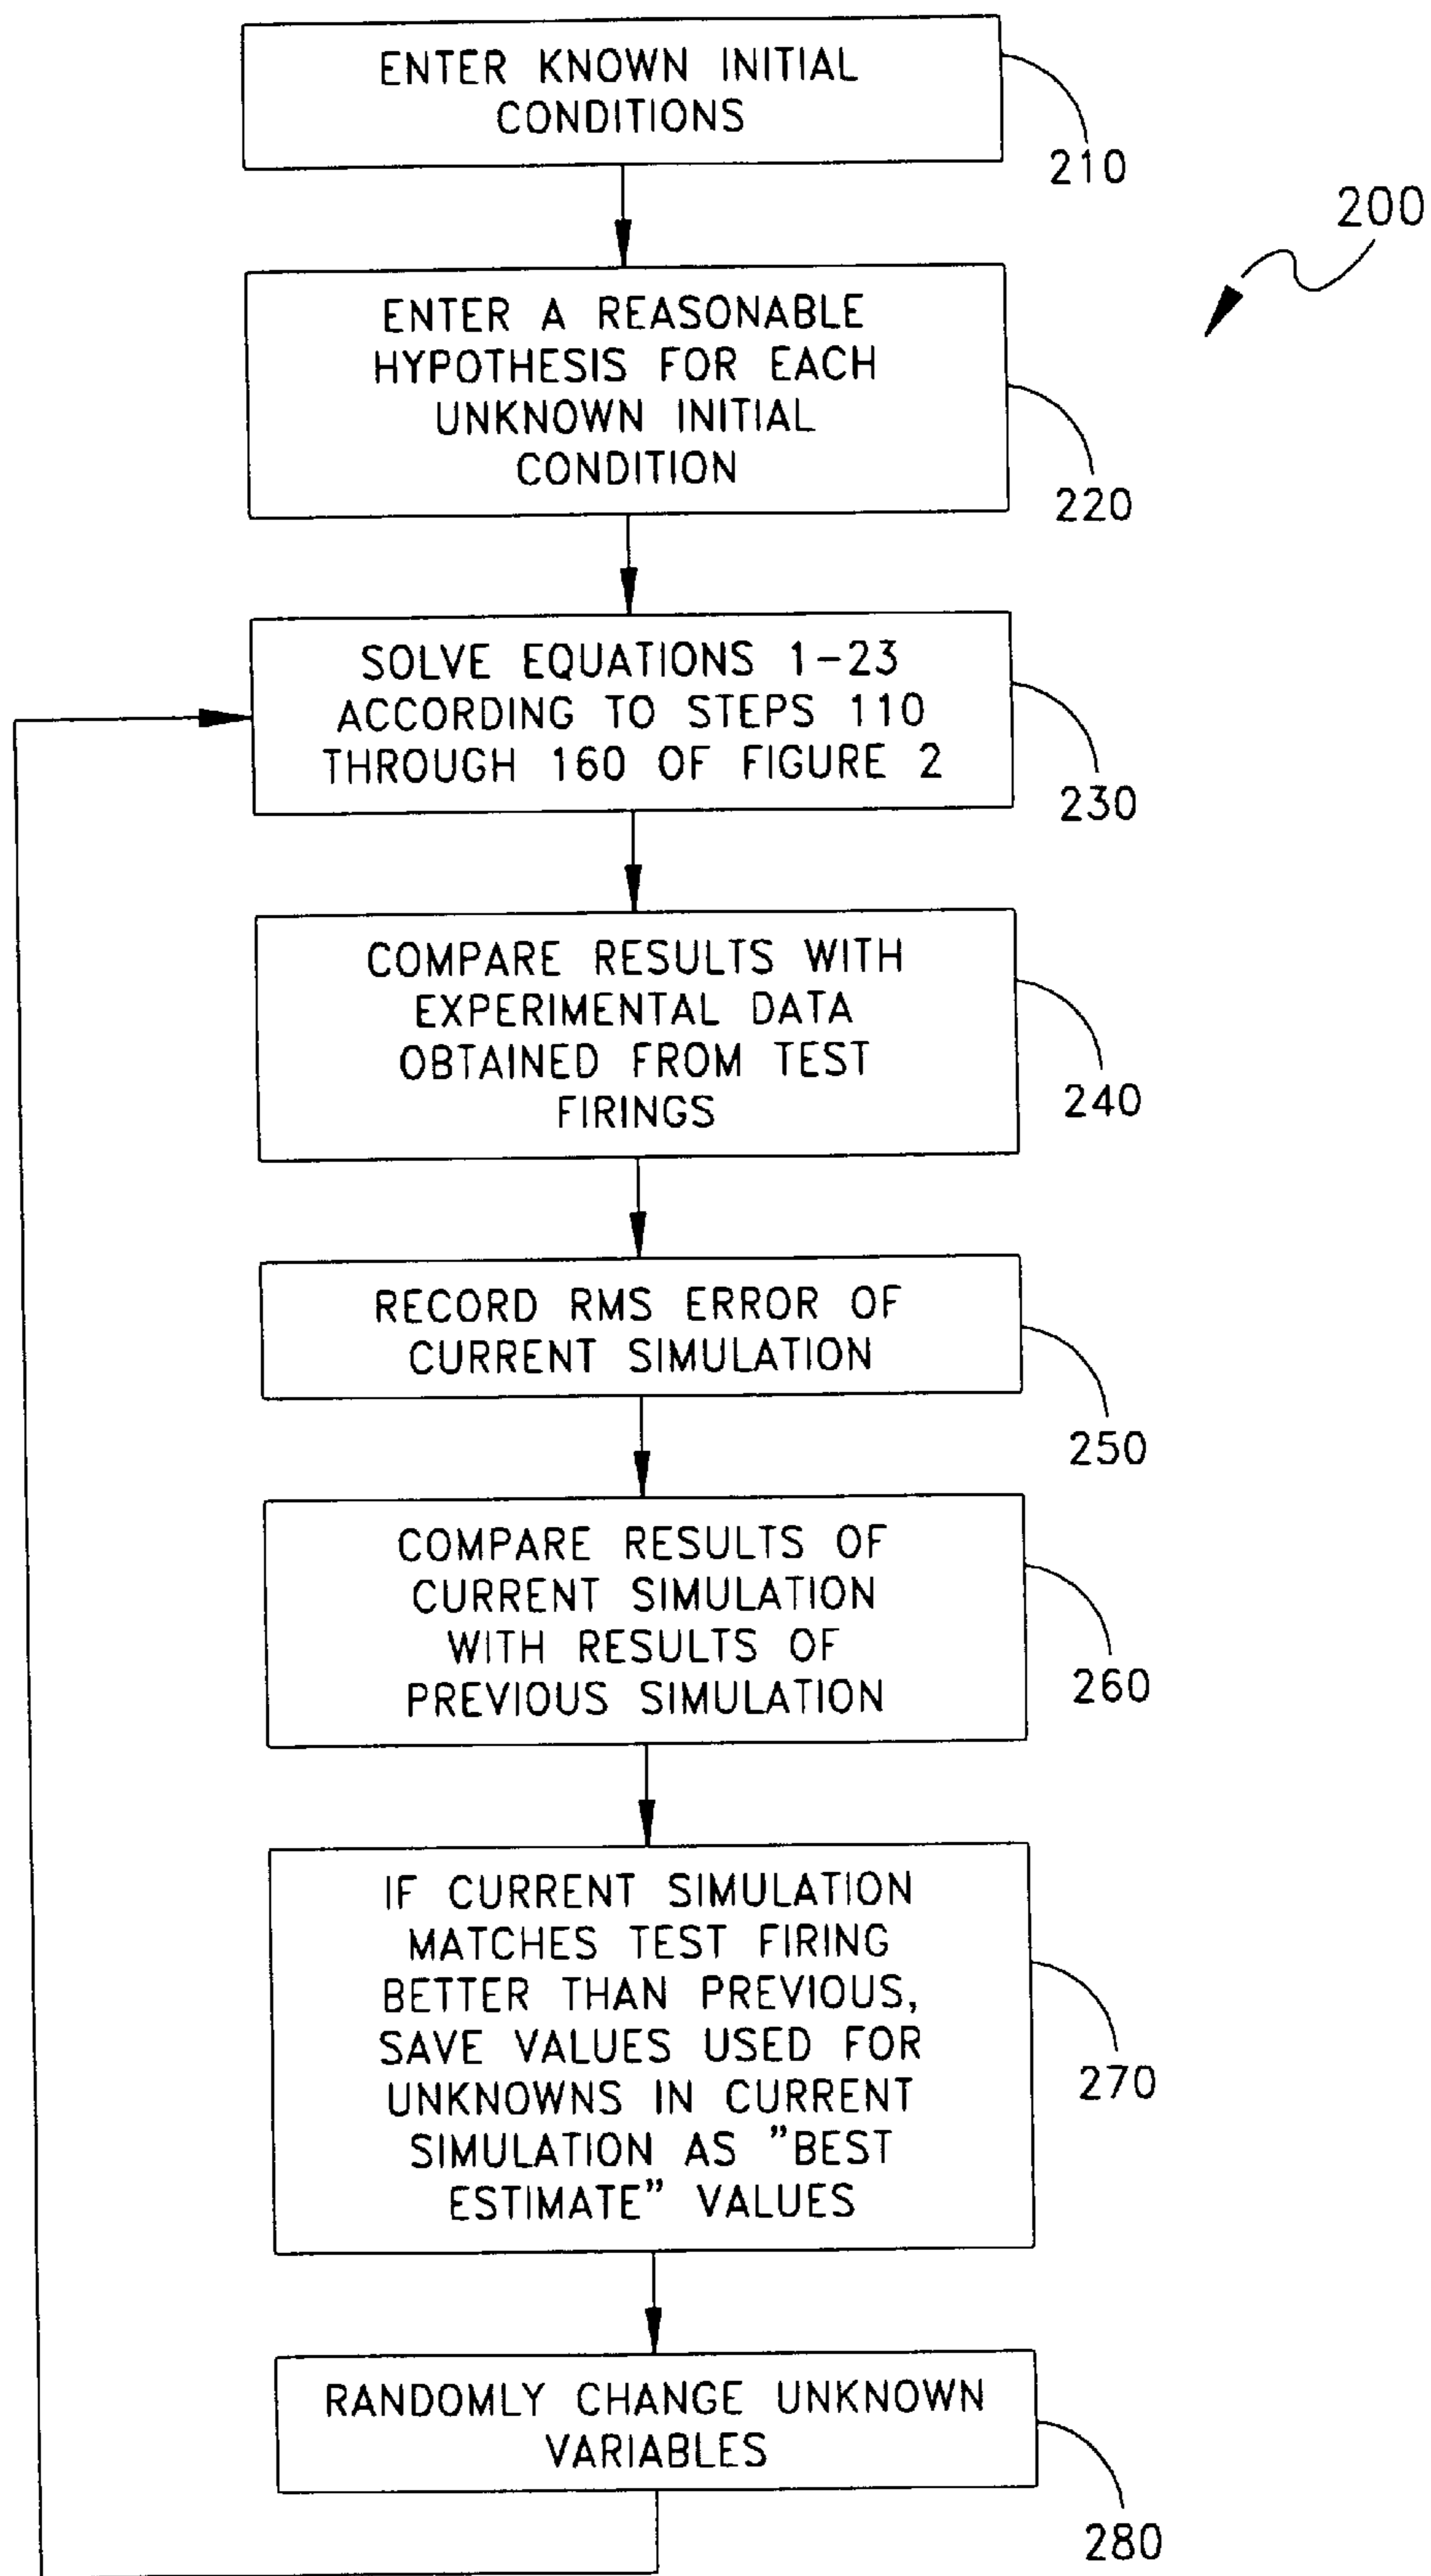 ENTER KNOWN INITIAL
CONDITIONS
210
200
ENTER A REASONABLE
HYPOTHESIS FOR EACH
UNKNOWN INITIAL
CONDITION
220
SOLVE EQUATIONS 1-23
ACCORDING TO STEPS 110
THROUGH 160 OF FIGURE 2
230
COMPARE RESULTS WITH
EXPERIMENTAL DATA
OBTAINED FROM TEST
FIRINGS
240
RECORD RMS ERROR OF
CURRENT SIMULATION
250
COMPARE RESULTS OF
CURRENT SIMULATION
WITH RESULTS OF
PREVIOUS SIMULATION
260
IF CURRENT SIMULATION
MATCHES TEST FIRING
BETTER THAN PREVIOUS,
SAVE VALUES USED FOR
UNKNOWNS IN CURRENT
SIMULATION AS ”BEST
ESTIMATE” VALUES
270
RANDOMLY CHANGE UNKNOWN
VARIABLES
280